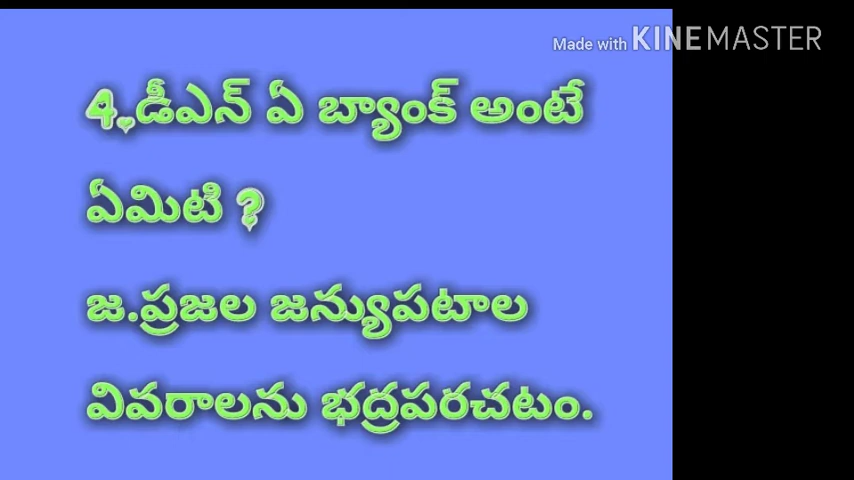 Made with KINEMASTER
4,డీఎన్ ఏ బ్యాంక్ అంటే
ఏమిటి ?
జ.ప్రజల జన్యుపటాల
వివరాలను భద్రపరచటం.